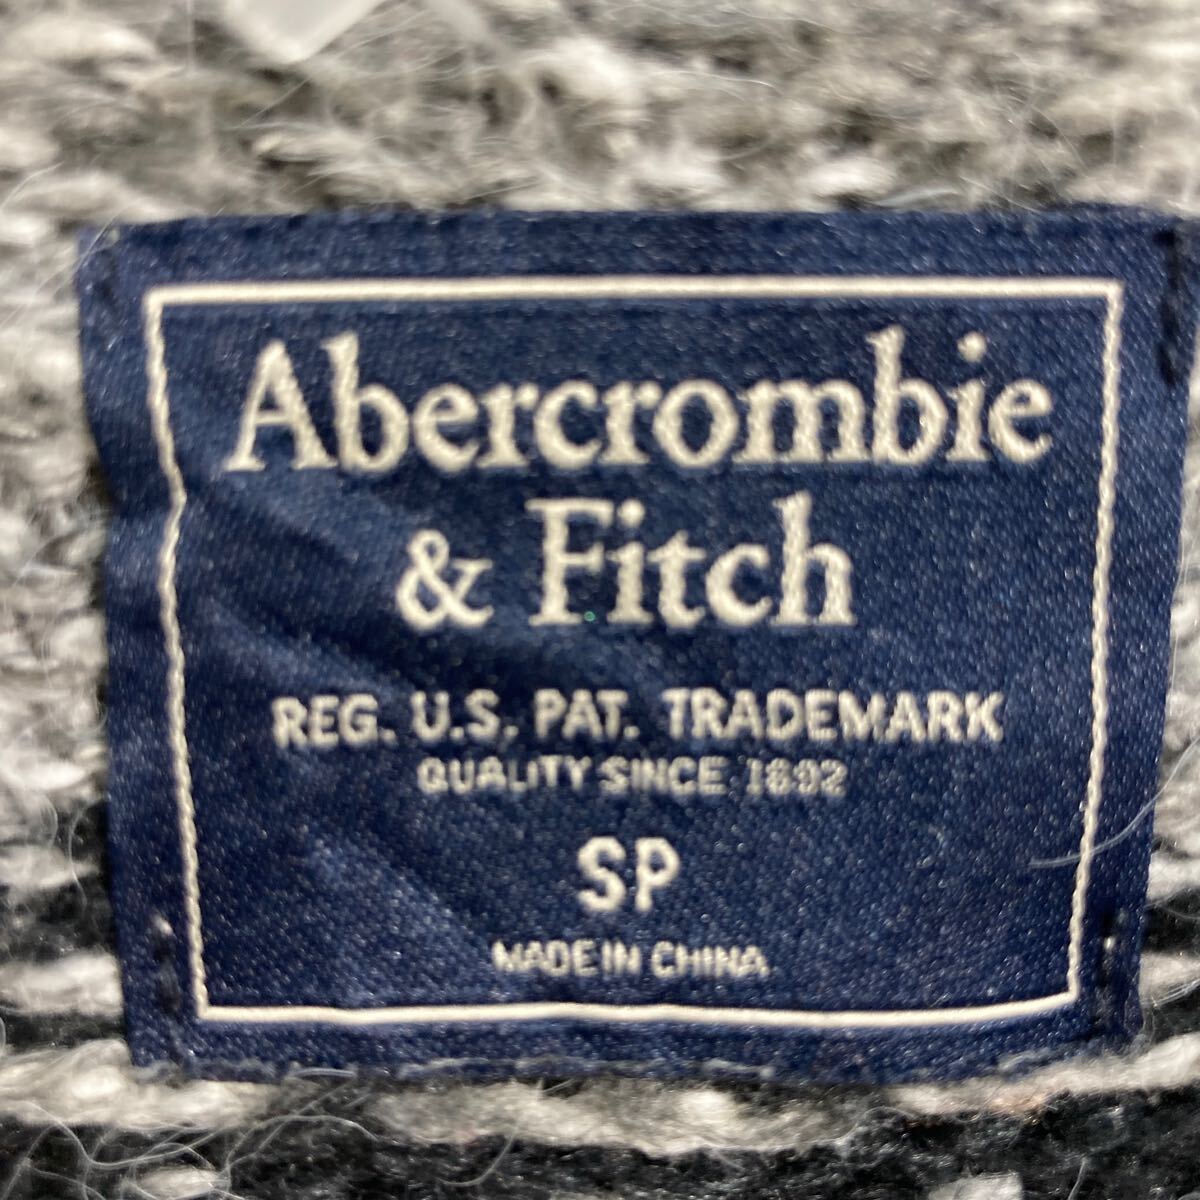 Abercrombie
& Fitch
REG. U.S. PAT. TRADEMARK
QUALITY SINCE 1892
SP
MADE IN CHINA